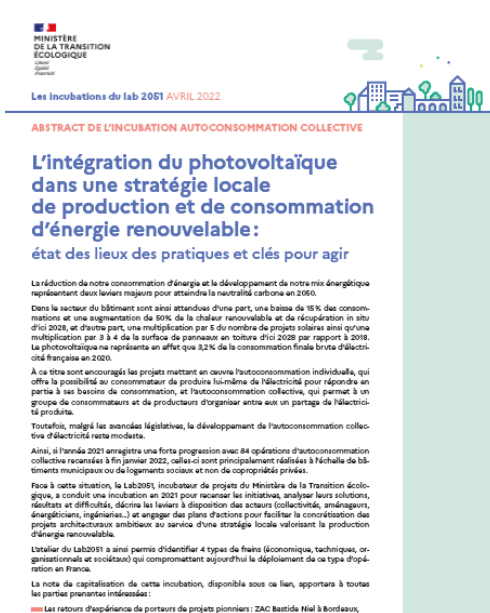 MINISTÈRE
DE LA TRANSITION
ÉCOLOGIQUE
Liberté
Égalité
Fraternité
Les incubations du lab 2051 AVRIL 2022
ABSTRACT DE L'INCUBATION AUTOCONSOMMATION COLLECTIVE
L'intégration du photovoltaïque
dans une stratégie locale
de production et de consommation
d'énergie renouvelable :
état des lieux des pratiques et clés pour agir
La réduction de notre consommation d'énergie et le développement de notre mix énergétique
représentent deux leviers majeurs pour atteindre la neutralité carbone en 2050.
Dans le secteur du bâtiment sont ainsi attendues d'une part, une baisse de 15% des consom-
mations et une augmentation de 50% de la chaleur renouvelable et de récupération in situ
d'ici 2028, et d'autre part, une multiplication par 5 du nombre de projets solaires ainsi qu'une
multiplication par 3 à 4 de la surface de panneaux en toiture d'ici 2028 par rapport à 2018.
Le photovoltaïque ne représente en effet que 3,2% de la consommation finale brute d'électri-
cité française en 2020.
À ce titre sont encouragés les projets mettant en œuvre l'autoconsommation individuelle, qui
offre la possibilité au consommateur de produire lui-même de l'électricité pour répondre en
partie à ses besoins de consommation, et l'autoconsommation collective, qui permet à un
groupe de consommateurs et de producteurs d'organiser entre eux un partage de l'électrici-
té produite.
Toutefois, malgré les avancées législatives, le développement de l'autoconsommation collec-
tive d'électricité reste modeste.
Ainsi, si l'année 2021 enregistre une forte progression avec 84 opérations d'autoconsommation
collective recensées à fin janvier 2022, celles-ci sont principalement réalisées à l'échelle de bâ-
timents municipaux ou de logements sociaux et non de copropriétés privées.
Face à cette situation, le Lab2051, incubateur de projets du Ministère de la Transition écolo-
gique, a conduit une incubation en 2021 pour recenser les initiatives, analyser leurs solutions,
résultats et difficultés, décrire les leviers à disposition des acteurs (collectivités, aménageurs,
énergéticiens, ingénieries...) et engager des plans d'actions pour faciliter la concrétisation des
projets architecturaux ambitieux au service d'une stratégie locale valorisant la production
d'énergie renouvelable.
L'atelier du Lab2051 a ainsi permis d'identifier 4 types de freins (économique, techniques, or-
ganisationnels et sociétaux) qui compromettent aujourd'hui le déploiement de ce type d'opé-
ration en France.
La note de capitalisation de cette incubation, disponible sous ce lien, apportera à toutes
les parties prenantes intéressées :
Les retours d'expérience de porteurs de projets pionniers : ZAC Bastide Niel à Bordeaux,